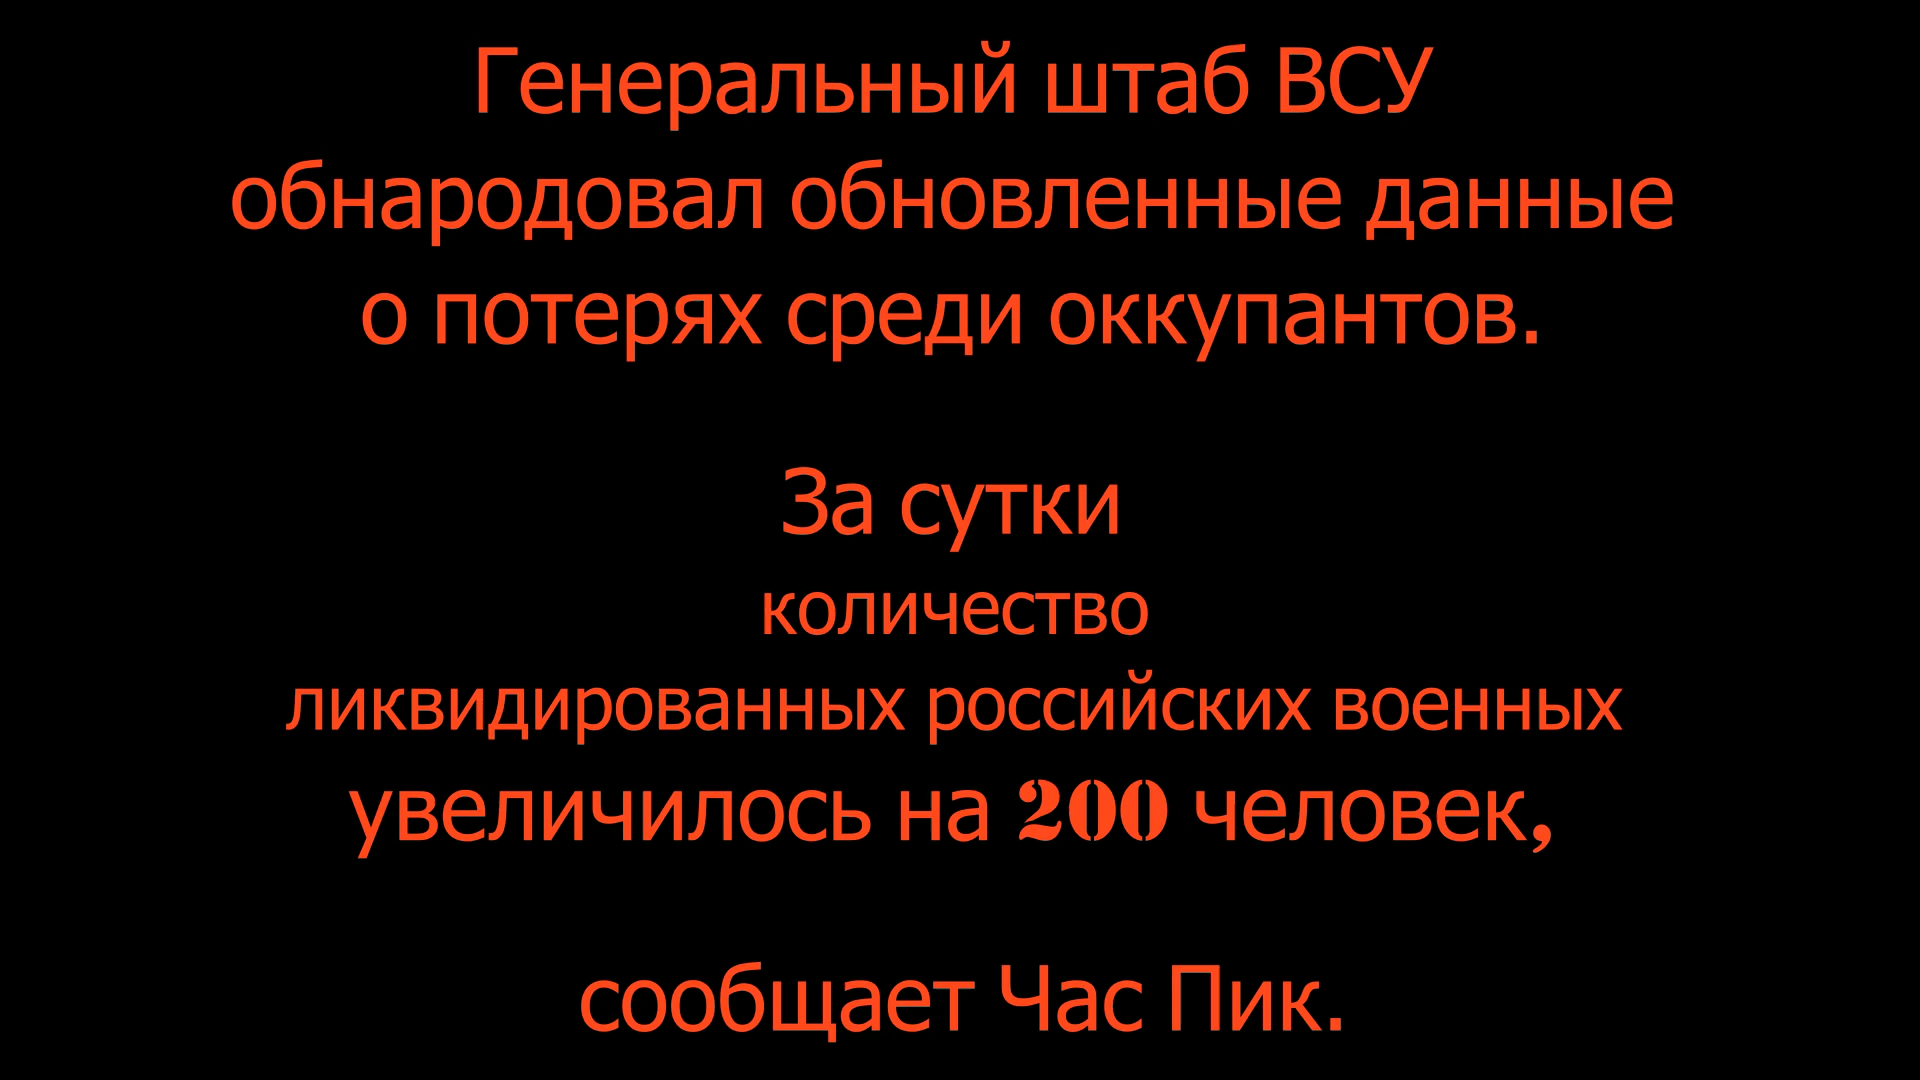 Генеральный штаб ВСУ
обнародовал обновленные данные
о потерях среди оккупантов.
За сутки
количество
ликвидированных российских военных
увеличилось на 200 человек,
сообщает Час Пик.